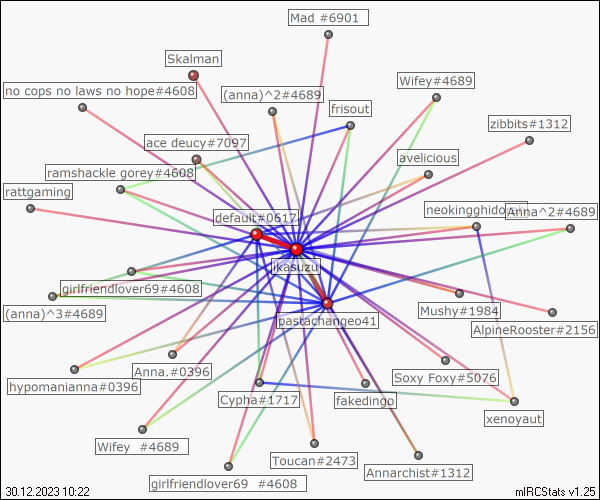 Mad #6901
Skalman
no cops no laws no hope#4608
(anna)^2#4689
Wifey#4689
frisout
zibbits#1312
ace deucy#7097
avelicious
ramshackle gorey#4608
rattgaming
default#0617
neokingghido
Anna^2#4689
ikasuzu
girlfriendlover69#4608
(anna)^3#4689
pastachangeo41
Mushy#1984
AlpineRooster#2156
Anna.#0396
hypomanianna#0396
Soxy Foxy#5076
Cypha#1717
fakedingo
xenoyaut
Wifey  #4689
Toucan#2473
Annarchist#1312
girlfriendlover69  #4608
30.12.2023 10:22
mIRCStats v1.25